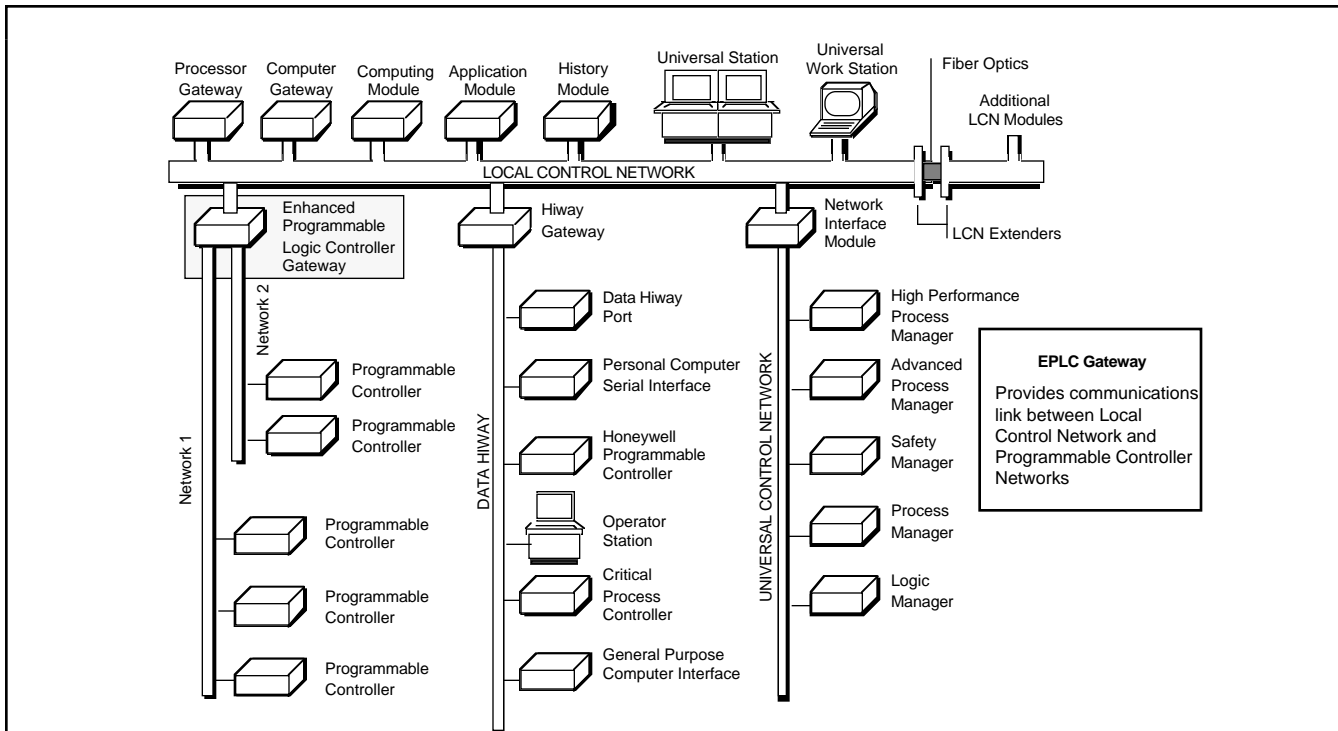 Processor
Gateway
Computer
Gateway
Computing
Module
Application
Module
History
Module
Universal Station
Universal
Work Station
Fiber Optics
Additional
LCN Modules
LOCAL CONTROL NETWORK
Enhanced
Programmable
Logic Controller
Gateway
Hiway
Gateway
Network
Interface
Module
LCN Extenders
Network 1
Network 2
Programmable
Controller
Programmable
Controller
Programmable
Controller
Programmable
Controller
Programmable
Controller
DATA HIWAY
Data Hiway
Port
Personal Computer
Serial Interface
Honeywell
Programmable
Controller
Operator
Station
Critical
Process
Controller
General Purpose
Computer Interface
UNIVERSAL CONTROL NETWORK
High Performance
Process
Manager
Advanced
Process
Manager
Safety
Manager
Process
Manager
Logic
Manager
EPLC Gateway
Provides communications
link between Local
Control Network and
Programmable Controller
Networks